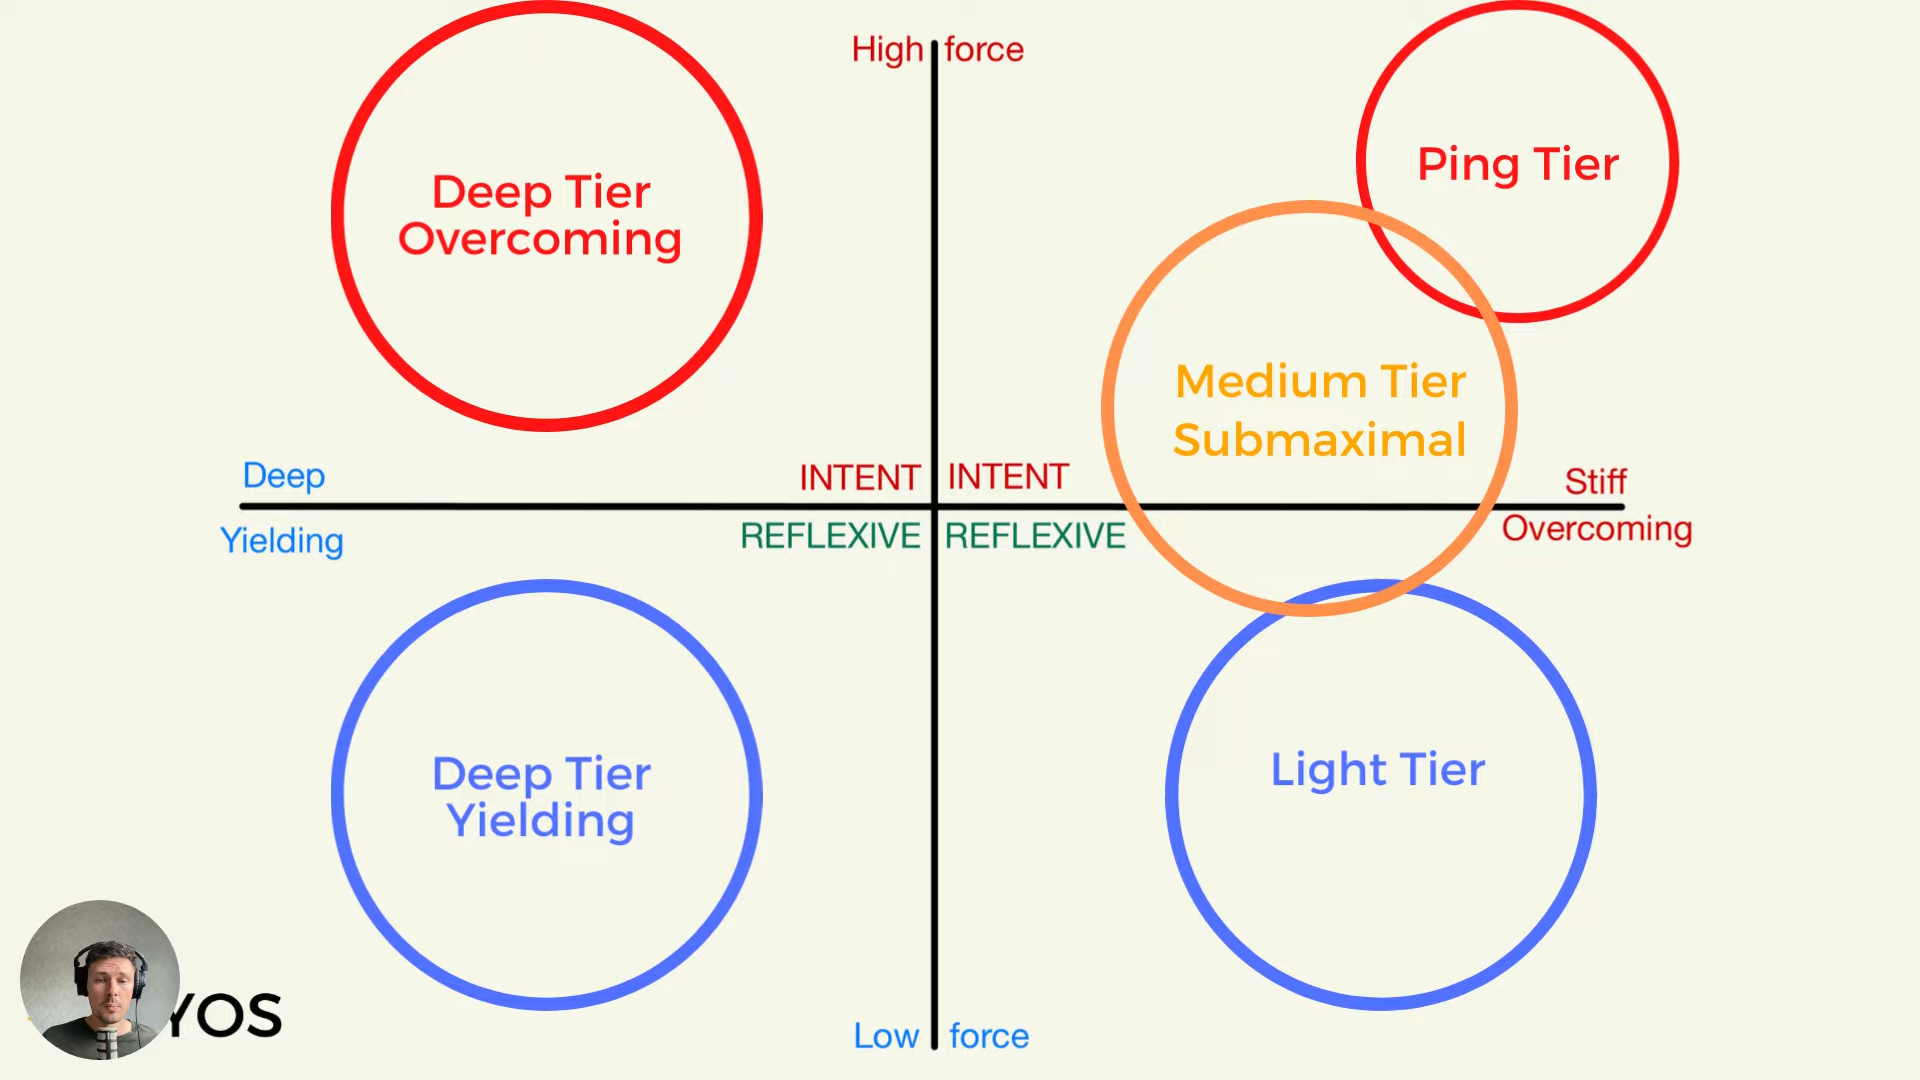 High force
Ping Tier
Deep Tier
Overcoming
Medium Tier
Submaximal
Deep
INTENT INTENT
Stiff
Yielding
REFLEXIVE REFLEXIVE
Overcoming
Deep Tier
Yielding
Light Tier
YOS
Low force